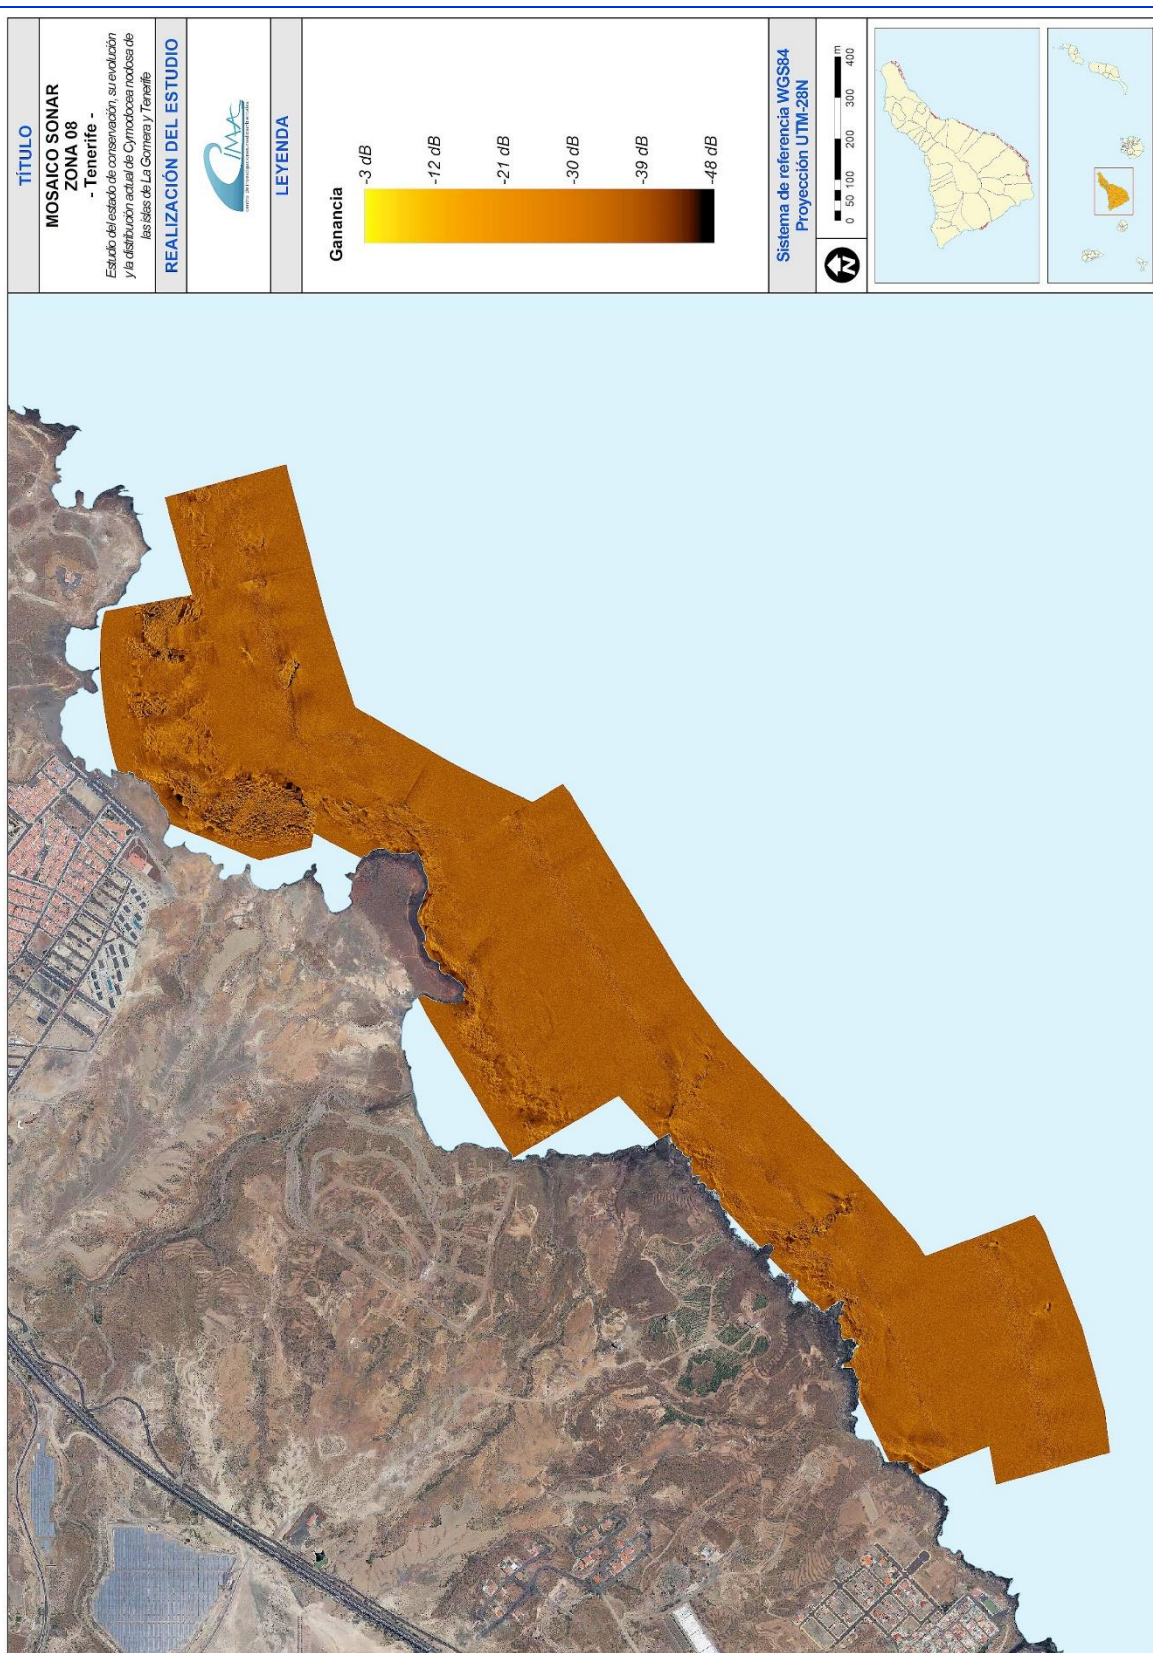 TÍTULO
MOSAICO SONAR
ZONA 08
- Tenerife -
Estudio del estado de conservación, su evolución
y la distribución actual de Cymodocea nodosa de
las islas de La Gomera y Tenerife
REALIZACIÓN DEL ESTUDIO
CIMA
LEYENDA
Ganancia
-3 dB
-12 dB
-21 dB
-30 dB
-39 dB
-48 dB
Sistema de referencia WGS84
Proyección UTM-28N
N
0 50 100 200 300 400 m